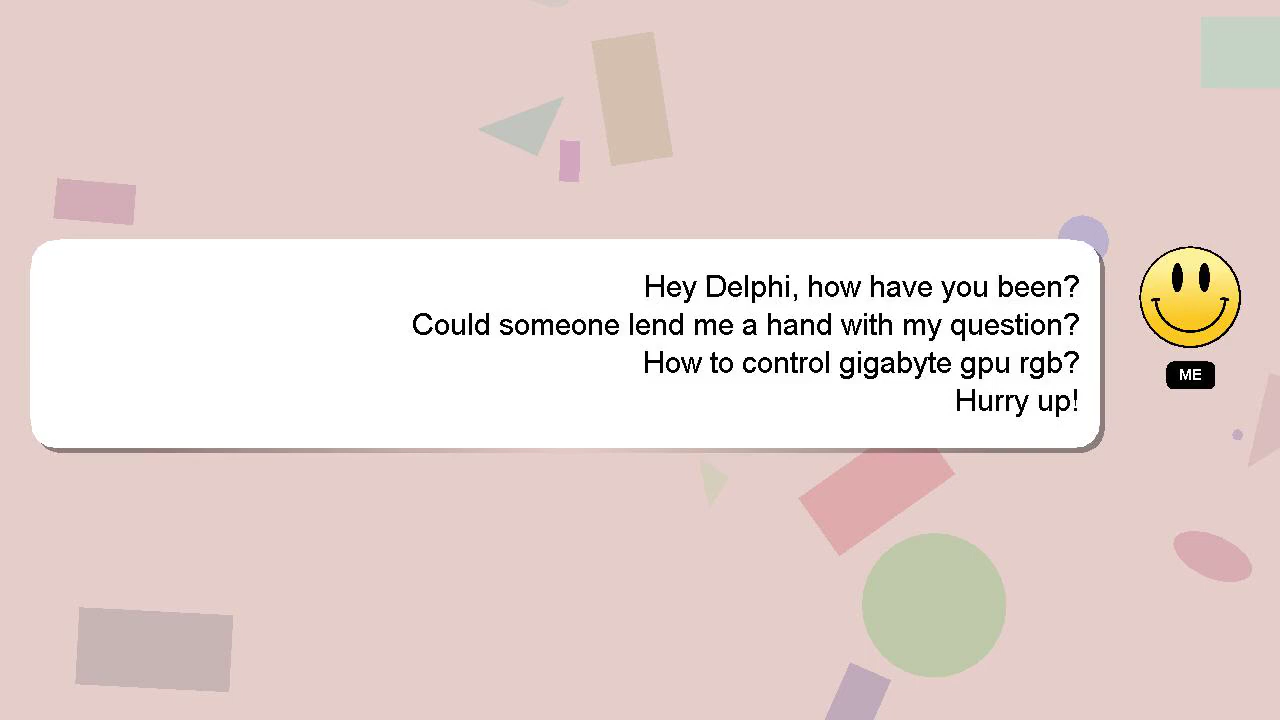 Hey Delphi, how have you been?
Could someone lend me a hand with my question?
How to control gigabyte gpu rgb?
Hurry up!
ME